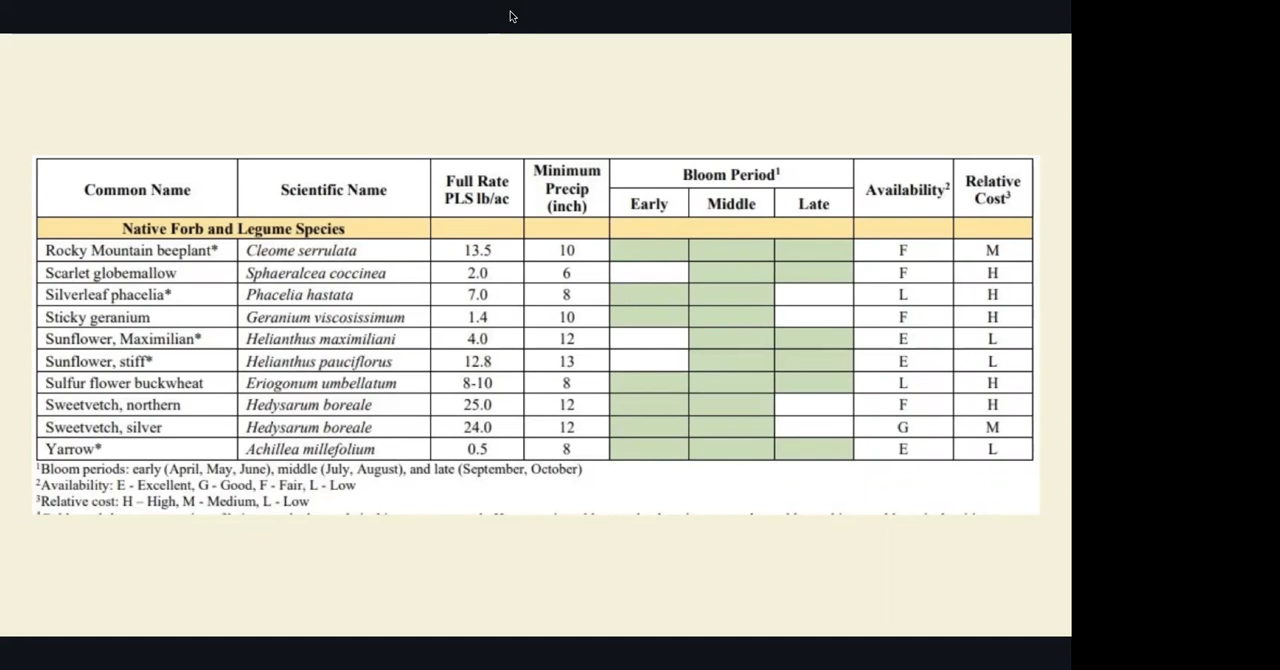 Common Name Scientific Name Full Rate PLS lb/ac Minimum Precip (inch) Bloom Period¹ Availability² Relative Cost³
Early Middle Late
Native Forb and Legume Species
Rocky Mountain beeplant* Cleome serrulata 13.5 10 F M
Scarlet globemallow Sphaeralcea coccinea 2.0 6 F H
Silverleaf phacelia* Phacelia hastata 7.0 8 L H
Sticky geranium Geranium viscosissimum 1.4 10 F H
Sunflower, Maximilian* Helianthus maximiliani 4.0 12 E L
Sunflower, stiff* Helianthus pauciflorus 12.8 13 E L
Sulfur flower buckwheat Eriogonum umbellatum 8-10 8 L H
Sweetvetch, northern Hedysarum boreale 25.0 12 F H
Sweetvetch, silver Hedysarum boreale 24.0 12 G M
Yarrow* Achillea millefolium 0.5 8 E L
¹Bloom periods: early (April, May, June), middle (July, August), and late (September, October)
²Availability: E - Excellent, G - Good, F - Fair, L - Low
³Relative cost: H – High, M - Medium, L - Low